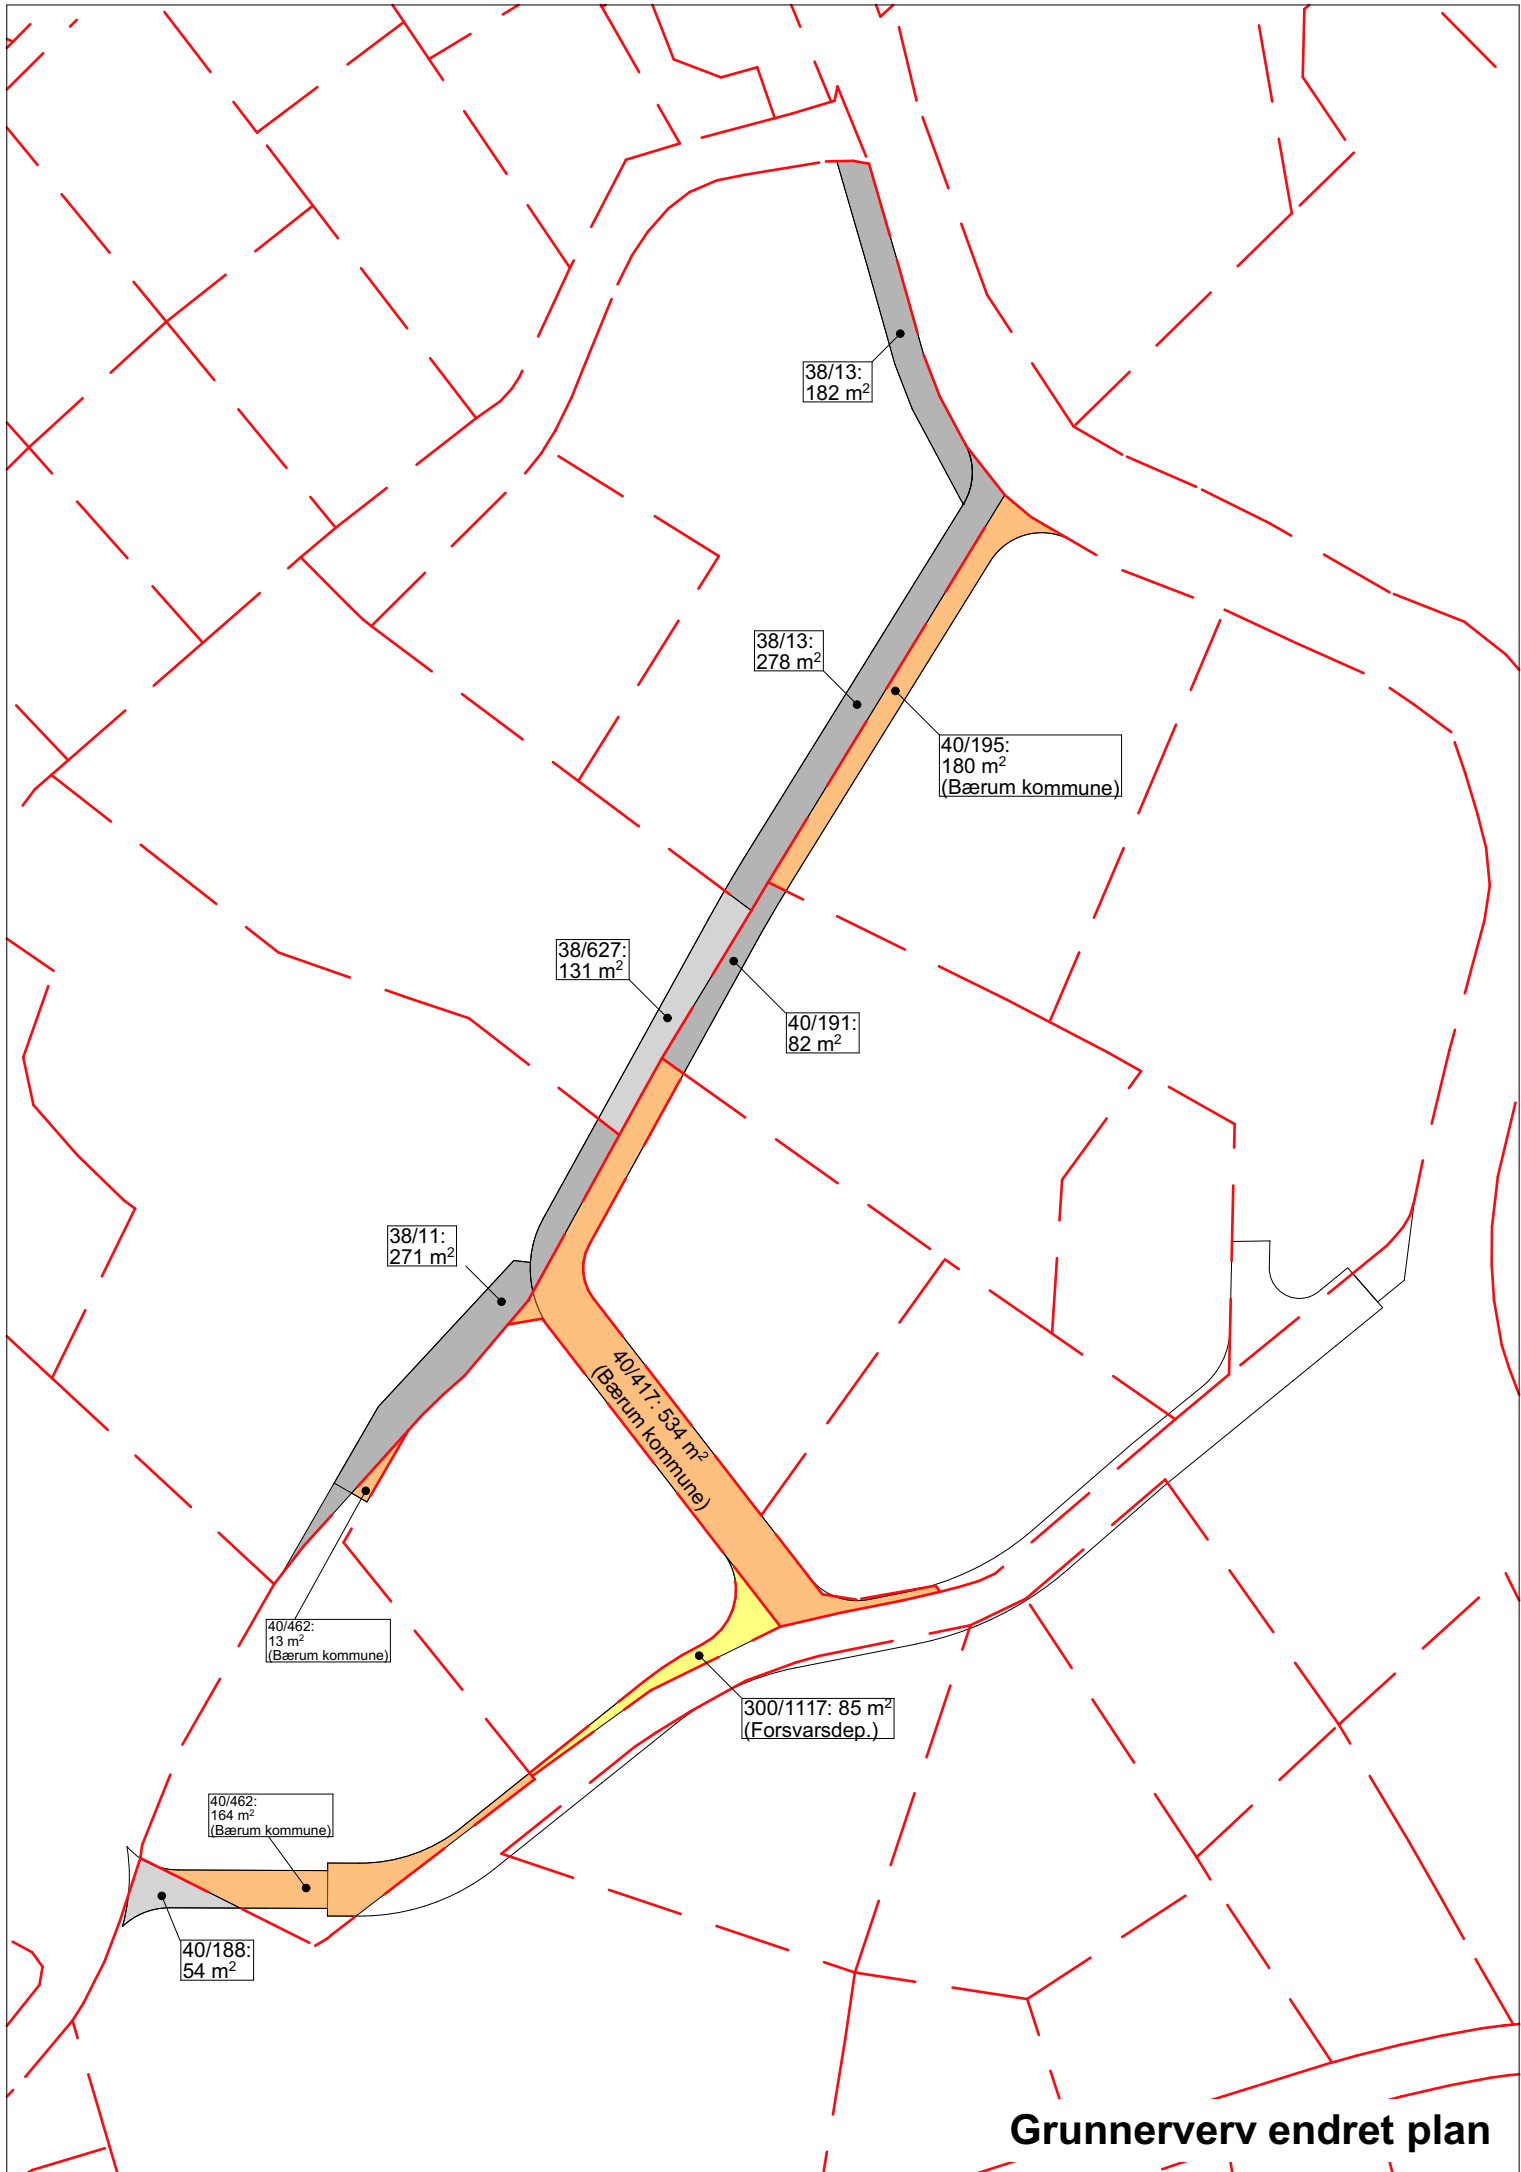 38/13:
182 m²
38/13:
278 m²
40/195:
180 m²
(Bærum kommune)
38/627:
131 m²
40/191:
82 m²
38/11:
271 m²
40/417: 534 m²
(Bærum kommune)
40/462:
13 m²
(Bærum kommune)
300/1117: 85 m²
(Forsvarsdep.)
40/462:
164 m²
(Bærum kommune)
40/188:
54 m²
Grunnerverv endret plan